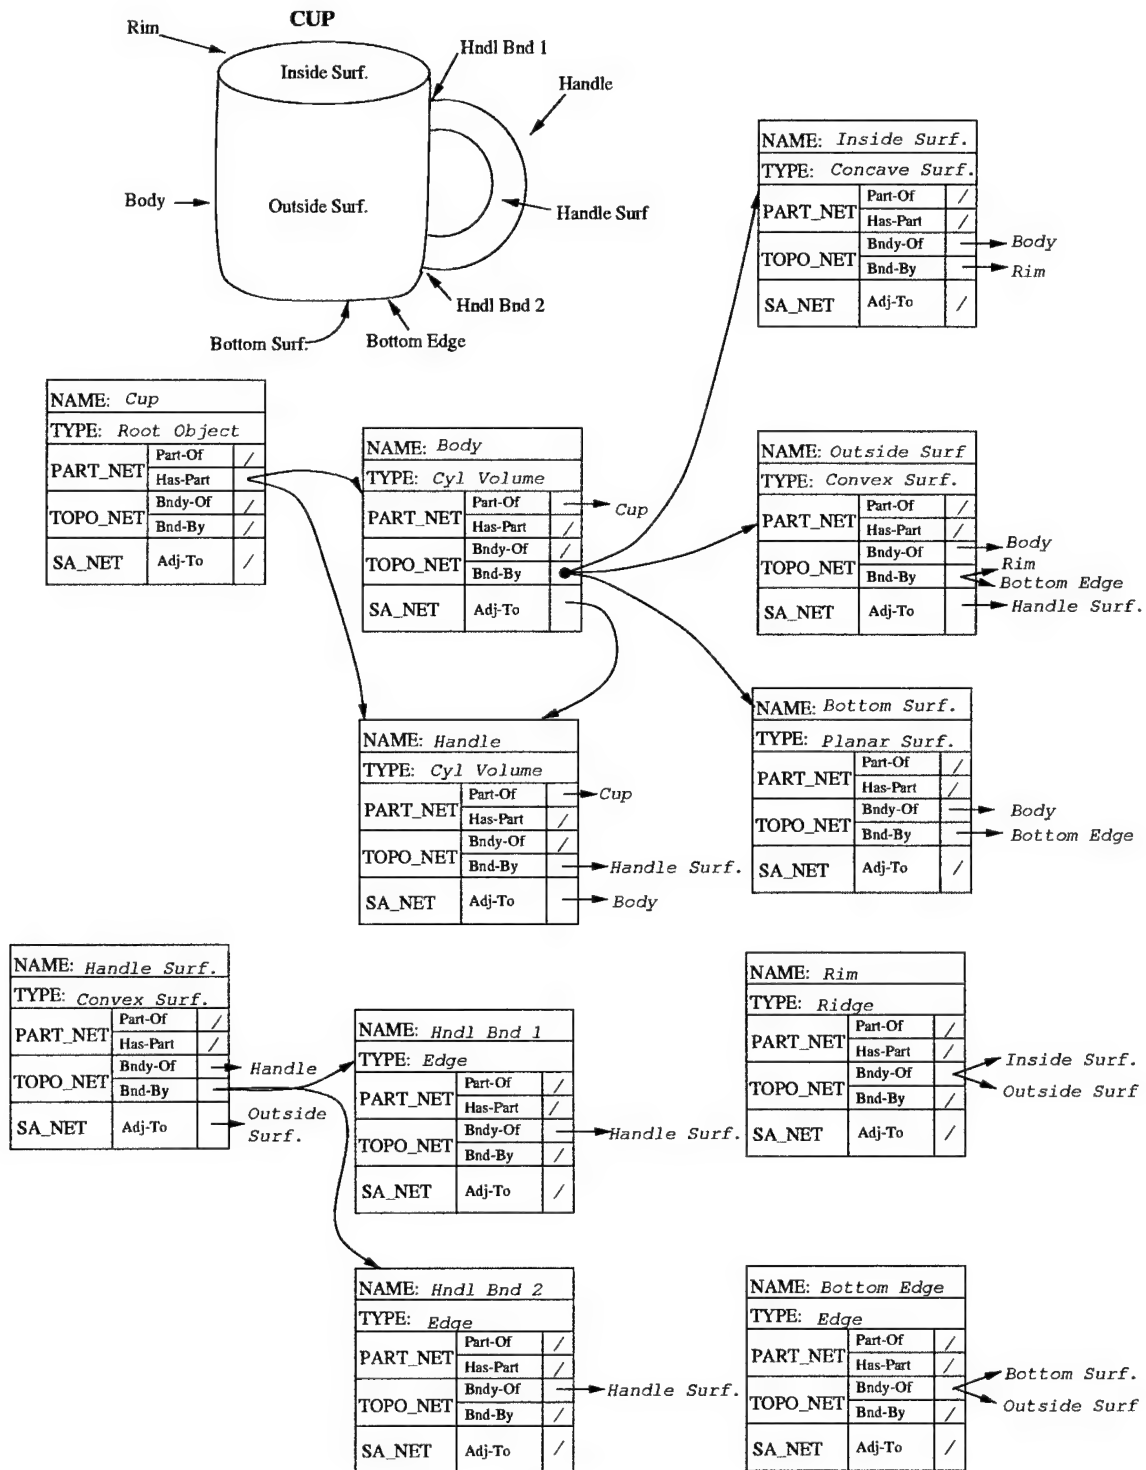 CUP
Rim
Hndl Bnd 1
Inside Surf.
Handle
Body
Outside Surf.
Handle Surf
Hndl Bnd 2
Bottom Surf.
Bottom Edge
NAME: Inside Surf.
TYPE: Concave Surf.
PART_NET
Part-Of /
Has-Part /
TOPO_NET
Bndy-Of
Body
Bnd-By
Rim
SA_NET Adj-To /
NAME: Cup
TYPE: Root Object
PART_NET
Part-Of /
Has-Part
TOPO_NET
Bndy-Of /
Bnd-By /
SA_NET Adj-To /
NAME: Body
TYPE: Cyl Volume
PART_NET
Part-Of
Cup
Has-Part /
TOPO_NET
Bndy-Of /
Bnd-By
SA_NET Adj-To
NAME: Outside Surf
TYPE: Convex Surf.
PART_NET
Part-Of /
Has-Part /
TOPO_NET
Bndy-Of
Body
Bnd-By
Rim
Bottom Edge
SA_NET Adj-To
Handle Surf.
NAME: Handle
TYPE: Cyl Volume
PART_NET
Part-Of
Cup
Has-Part /
TOPO_NET
Bndy-Of /
Bnd-By
Handle Surf.
SA_NET Adj-To
Body
NAME: Bottom Surf.
TYPE: Planar Surf.
PART_NET
Part-Of /
Has-Part /
TOPO_NET
Bndy-Of
Body
Bnd-By
Bottom Edge
SA_NET Adj-To /
NAME: Handle Surf.
TYPE: Convex Surf.
PART_NET
Part-Of /
Has-Part /
TOPO_NET
Bndy-Of
Handle
Bnd-By
SA_NET Adj-To
Outside
Surf.
NAME: Hndl Bnd 1
TYPE: Edge
PART_NET
Part-Of /
Has-Part /
TOPO_NET
Bndy-Of
Handle Surf.
Bnd-By /
SA_NET Adj-To /
NAME: Rim
TYPE: Ridge
PART_NET
Part-Of /
Has-Part /
TOPO_NET
Bndy-Of
Inside Surf.
Outside Surf
Bnd-By /
SA_NET Adj-To /
NAME: Hndl Bnd 2
TYPE: Edge
PART_NET
Part-Of /
Has-Part /
TOPO_NET
Bndy-Of
Handle Surf.
Bnd-By /
SA_NET Adj-To /
NAME: Bottom Edge
TYPE: Edge
PART_NET
Part-Of /
Has-Part /
TOPO_NET
Bndy-Of
Bottom Surf.
Outside Surf
Bnd-By /
SA_NET Adj-To /